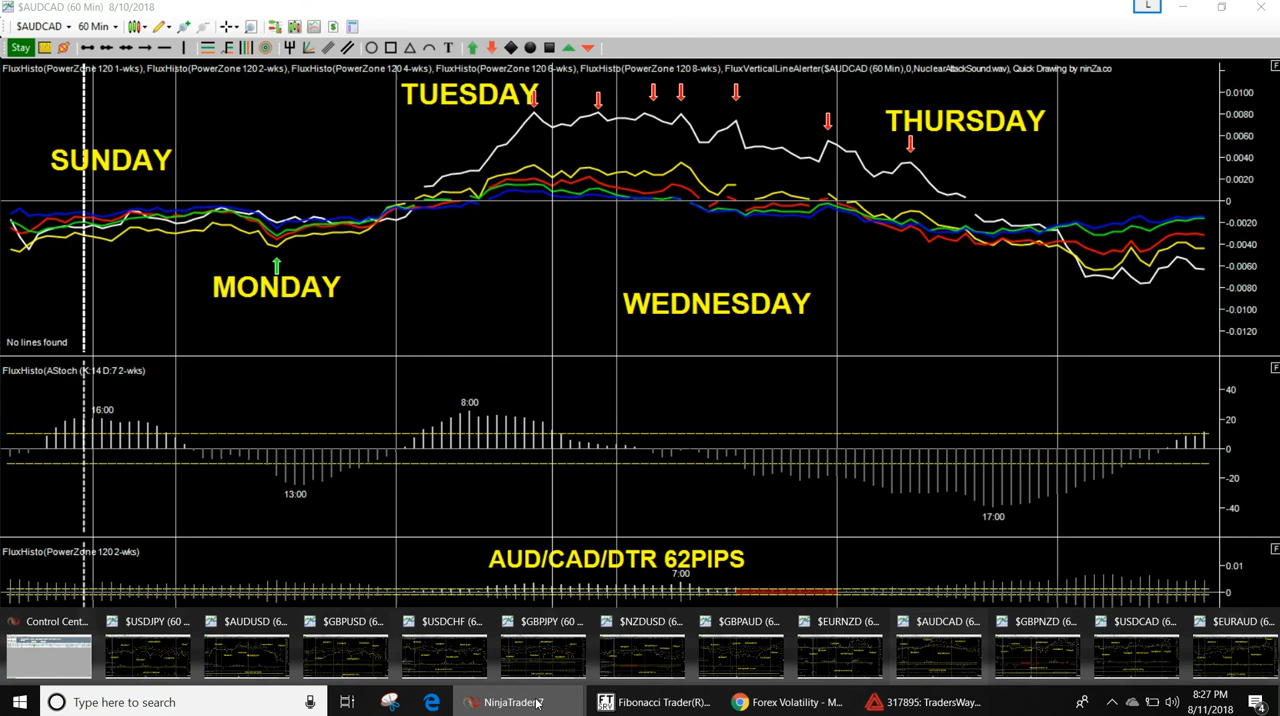 $AUDCAD (60 Min)  8/10/2018
L
$AUDCAD
60 Min
$
Stay
T
FluxHisto(PowerZone 120 1-wks), FluxHisto(PowerZone 120 2-wks), FluxHisto(PowerZone 120 4-wks), FluxHisto(PowerZone 120 6-wks), FluxHisto(PowerZone 120 8-wks), FluxVerticalLineAlerter($AUDCAD (60 Min),0,NuclearAttackSound.wav), Quick Drawing by ninZa.co
F
TUESDAY
THURSDAY
SUNDAY
MONDAY
WEDNESDAY
0.0100
0.0080
0.0060
0.0040
0.0020
0
-0.0020
-0.0040
-0.0060
-0.0080
-0.0100
-0.0120
No lines found
FluxHisto(AStoch (K:14 D:7 2-wks)
F
16:00
8:00
13:00
17:00
40
20
0
-20
-40
FluxHisto(PowerZone 120 2-wks)
F
AUD/CAD/DTR 62PIPS
7:00
0.01
0
Control Cent...
$USDJPY (60 ...
$AUDUSD (6...
$GBPUSD (6...
$USDCHF (6...
$GBPJPY (60 ...
$NZDUSD (6...
$GBPAUD (6...
$EURNZD (6...
$AUDCAD (6...
$GBPNZD (6...
$USDCAD (6...
$EURAUD (6...
Type here to search
NinjaTrader
Fibonacci Trader(R)...
Forex Volatility - M...
317895: TradersWay...
8:27 PM
8/11/2018
4